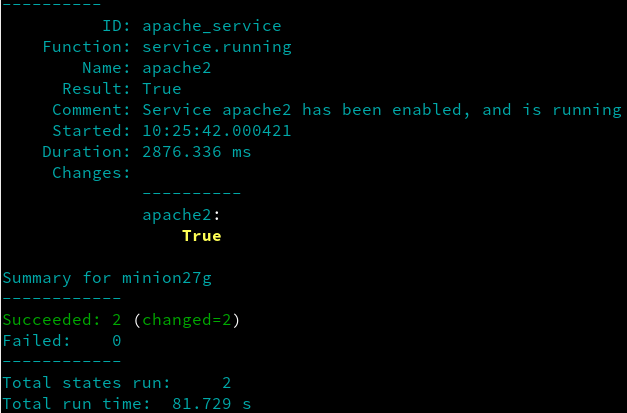 ----------
          ID: apache_service
    Function: service.running
        Name: apache2
      Result: True
     Comment: Service apache2 has been enabled, and is running
     Started: 10:25:42.000421
    Duration: 2876.336 ms
     Changes:
              ----------
              apache2:
                  True

Summary for minion27g
------------
Succeeded: 2 (changed=2)
Failed:    0
------------
Total states run:     2
Total run time:  81.729 s